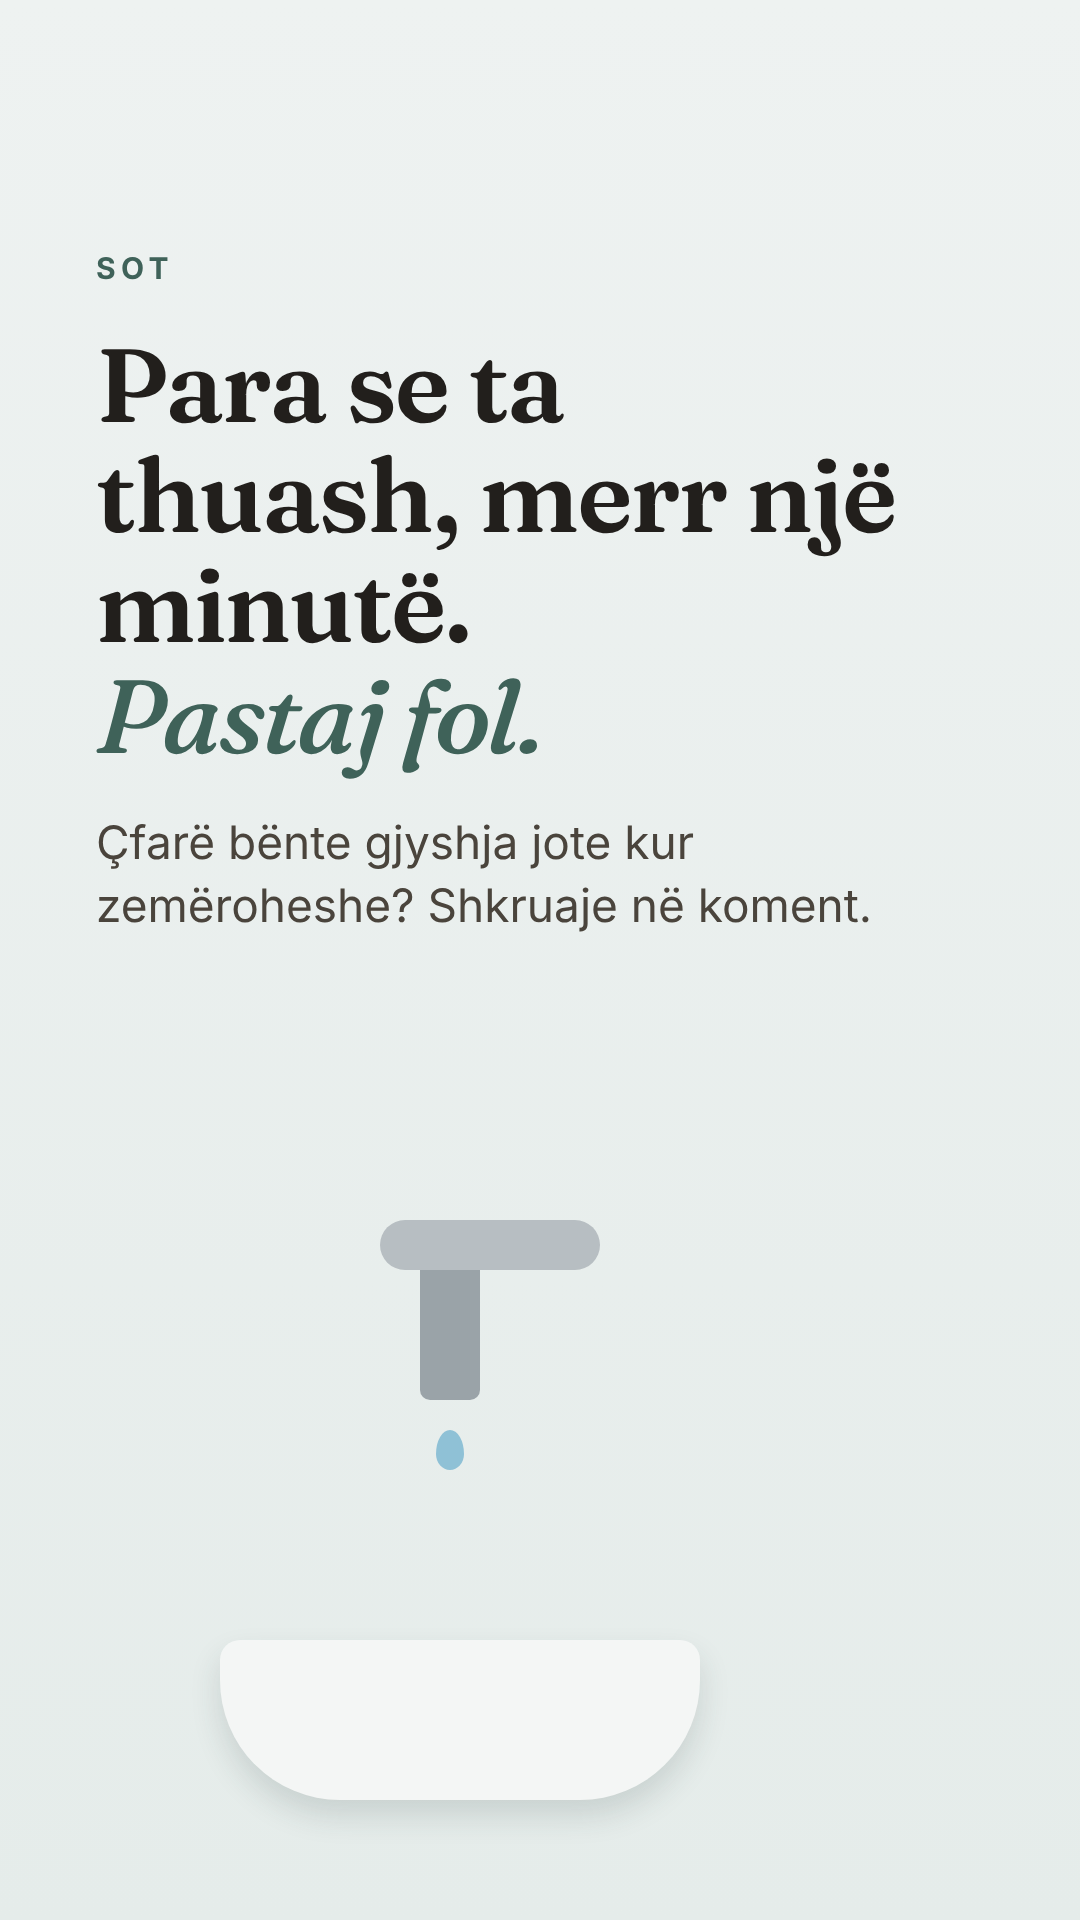 SOT
Para se ta
thuash, merr një
minutë.
Pastaj fol.
Çfarë bënte gjyshja jote kur
zemëroheshe? Shkruaje në koment.